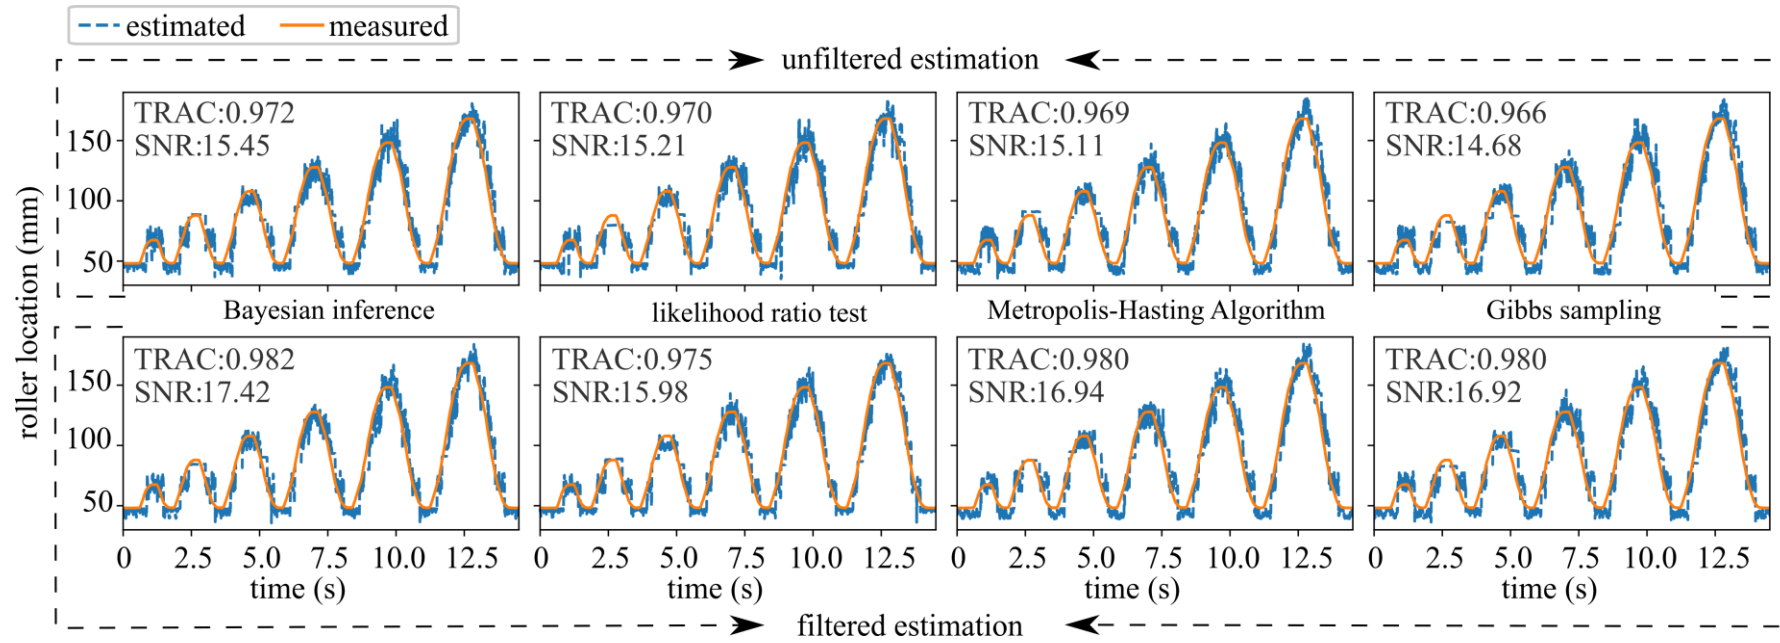 estimated measured
unfiltered estimation
TRAC:0.972 TRAC:0.970 TRAC:0.969 TRAC:0.966
SNR:15.45 SNR:15.21 SNR:15.11 SNR:14.68
150
100
50
roller location (mm)
Bayesian inference likelihood ratio test Metropolis-Hasting Algorithm Gibbs sampling
TRAC:0.982 TRAC:0.975 TRAC:0.980 TRAC:0.980
SNR:17.42 SNR:15.98 SNR:16.94 SNR:16.92
150
100
50
0 2.5 5.0 7.5 10.0 12.5 0 2.5 5.0 7.5 10.0 12.5 0 2.5 5.0 7.5 10.0 12.5 0 2.5 5.0 7.5 10.0 12.5
time (s) time (s) time (s) time (s)
filtered estimation